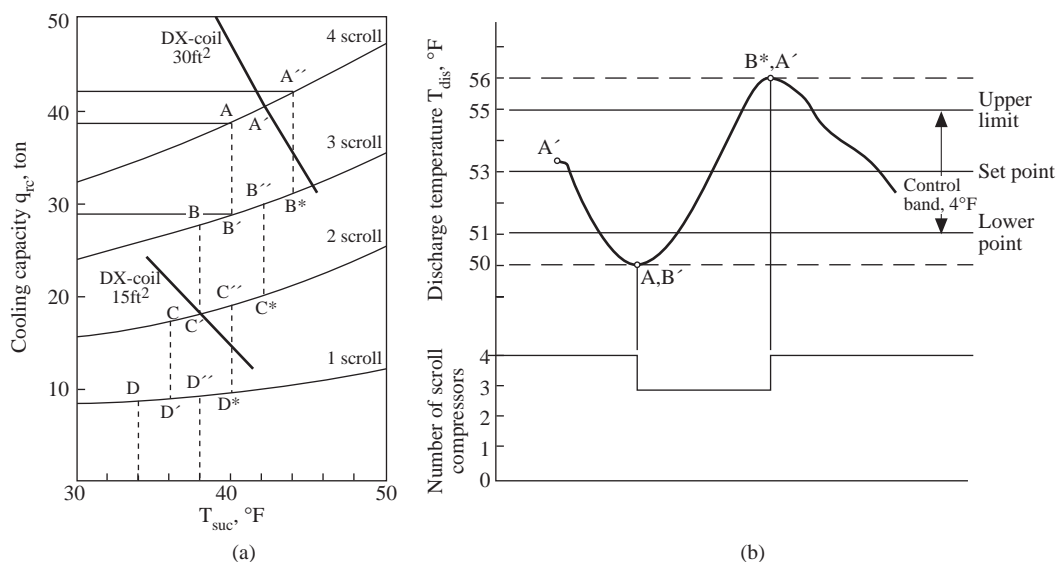 50
40
30
20
10
30
40
50
Cooling capacity q_rc, ton
T_suc, °F
DX-coil
30ft²
DX-coil
15ft²
4 scroll
3 scroll
2 scroll
1 scroll
A´´
A
A´
B´´
B
B´
B*
C´´
C
C´
C*
D
D´´
D´
D*
(a)
Discharge temperature T_dis, °F
56
55
53
51
50
B*,A´
A´
A,B´
Upper
limit
Set point
Control
band, 4°F
Lower
point
Number of scroll
compressors
4
3
2
1
0
(b)